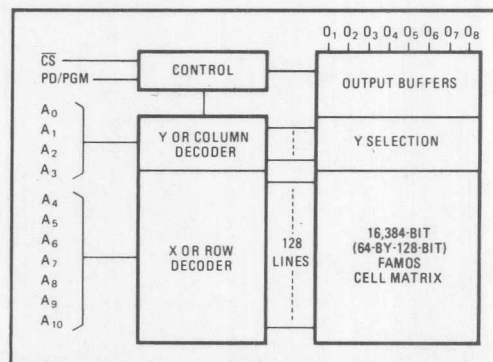 O₁ O₂ O₃ O₄ O₅ O₆ O₇ O₈
C̅S̅
PD/PGM
CONTROL
OUTPUT BUFFERS
A₀
A₁
A₂
A₃
Y OR COLUMN
DECODER
Y SELECTION
A₄
A₅
A₆
A₇
A₈
A₉
A₁₀
X OR ROW
DECODER
128
LINES
16,384-BIT
(64-BY-128-BIT)
FAMOS
CELL MATRIX